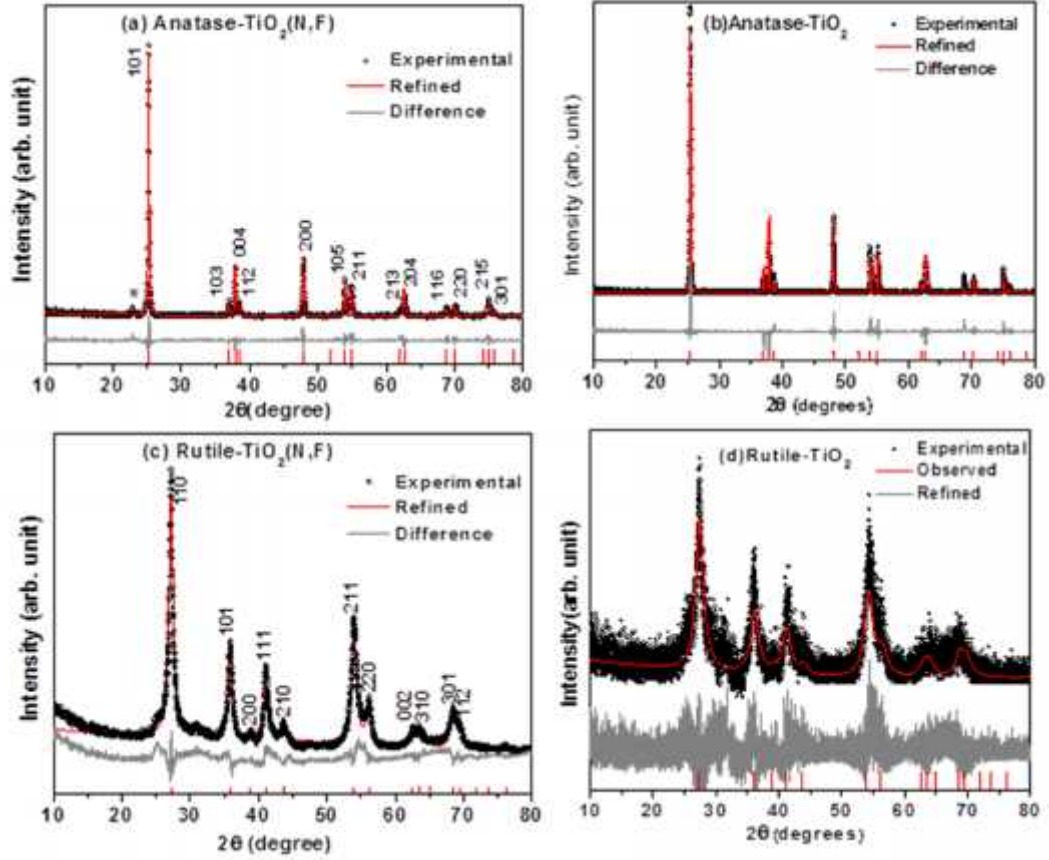 (a) Anatase-TiO2(N,F)
Experimental
Refined
Difference
Intensity (arb. unit)
101
*
103
004
112
200
105
211
213
204
116
220
215
301
10 20 30 40 50 60 70 80
2θ(degree)
(b)Anatase-TiO2
Experimental
Refined
Difference
Intensity (arb. unit)
10 20 30 40 50 60 70 80
2θ (degrees)
(c) Rutile-TiO2(N,F)
Experimental
Refined
Difference
Intensity (arb. unit)
110
101
200
111
210
211
220
002
310
301
112
10 20 30 40 50 60 70 80
2θ (degree)
(d)Rutile-TiO2
Experimental
Observed
Refined
Intensity(arb. unit)
10 20 30 40 50 60 70 80
2θ(degrees)